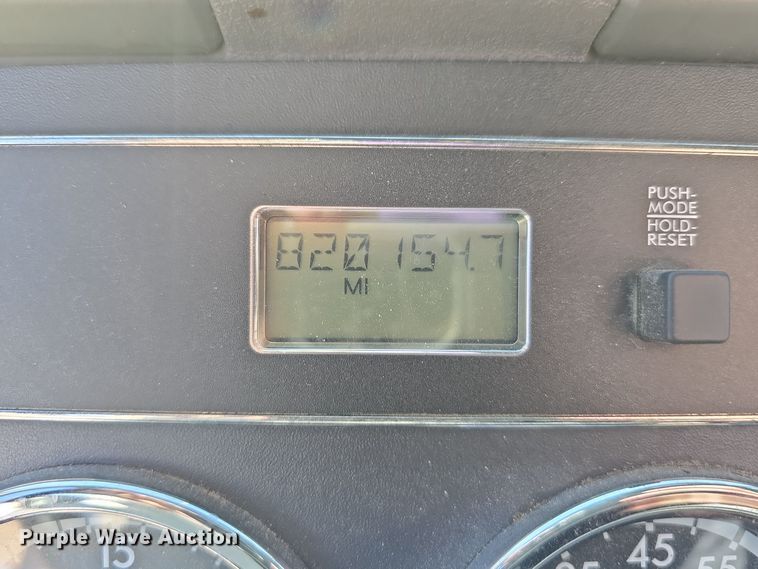 PUSH-
MODE
HOLD-
RESET
820154.7
MI
15
45
55
Purple Wave Auction